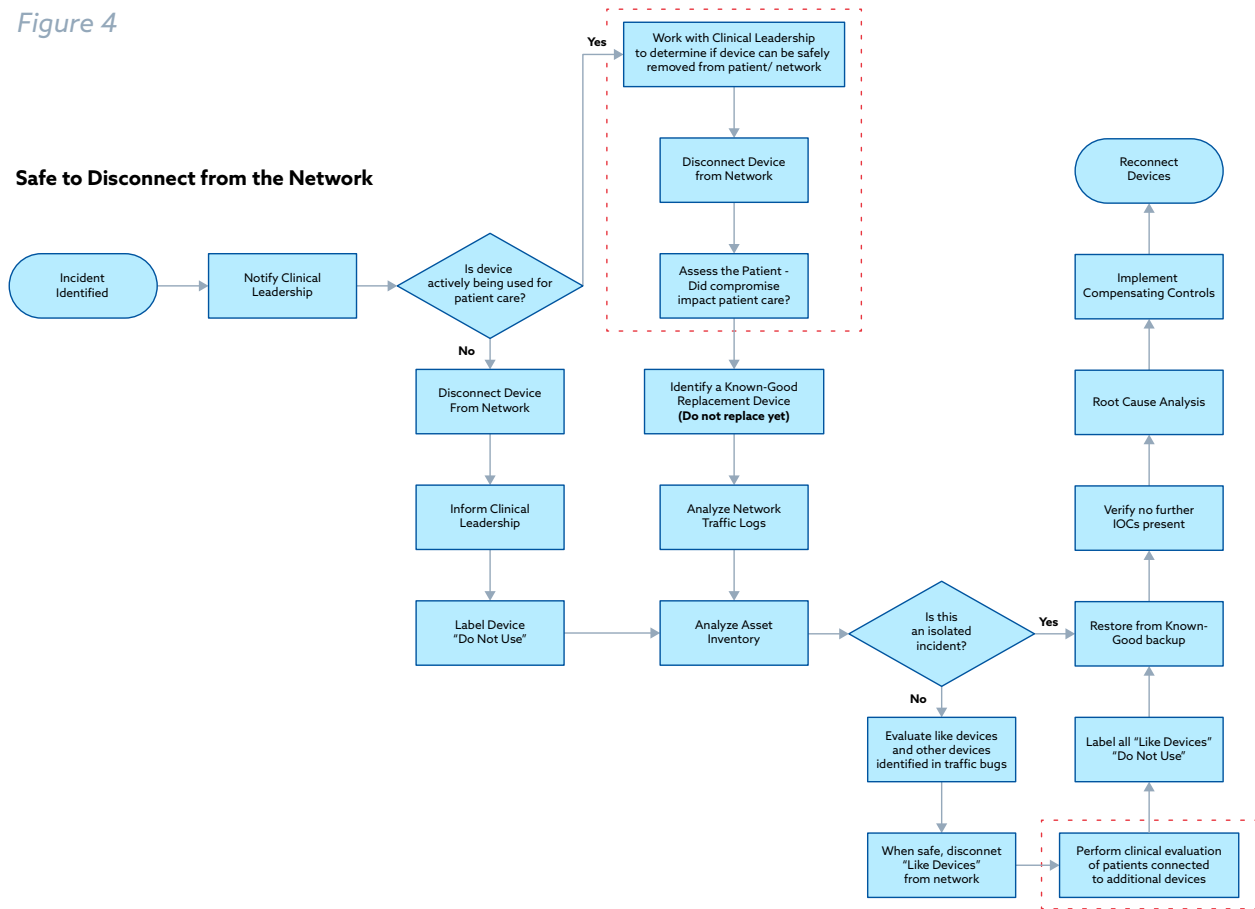 Figure 4
Yes
Work with Clinical Leadership
to determine if device can be safely
removed from patient/ network
Disconnect Device
from Network
Reconnect
Devices
Safe to Disconnect from the Network
Incident
Identified
Notify Clinical
Leadership
Is device
actively being used for
patient care?
Assess the Patient -
Did compromise
impact patient care?
Implement
Compensating Controls
No
Disconnect Device
From Network
Identify a Known-Good
Replacement Device
(Do not replace yet)
Root Cause Analysis
Inform Clinical
Leadership
Analyze Network
Traffic Logs
Verify no further
IOCs present
Label Device
“Do Not Use”
Analyze Asset
Inventory
Is this
an isolated
incident?
Yes
Restore from Known-
Good backup
No
Evaluate like devices
and other devices
identified in traffic bugs
Label all “Like Devices”
“Do Not Use”
When safe, disconnet
“Like Devices”
from network
Perform clinical evaluation
of patients connected
to additional devices